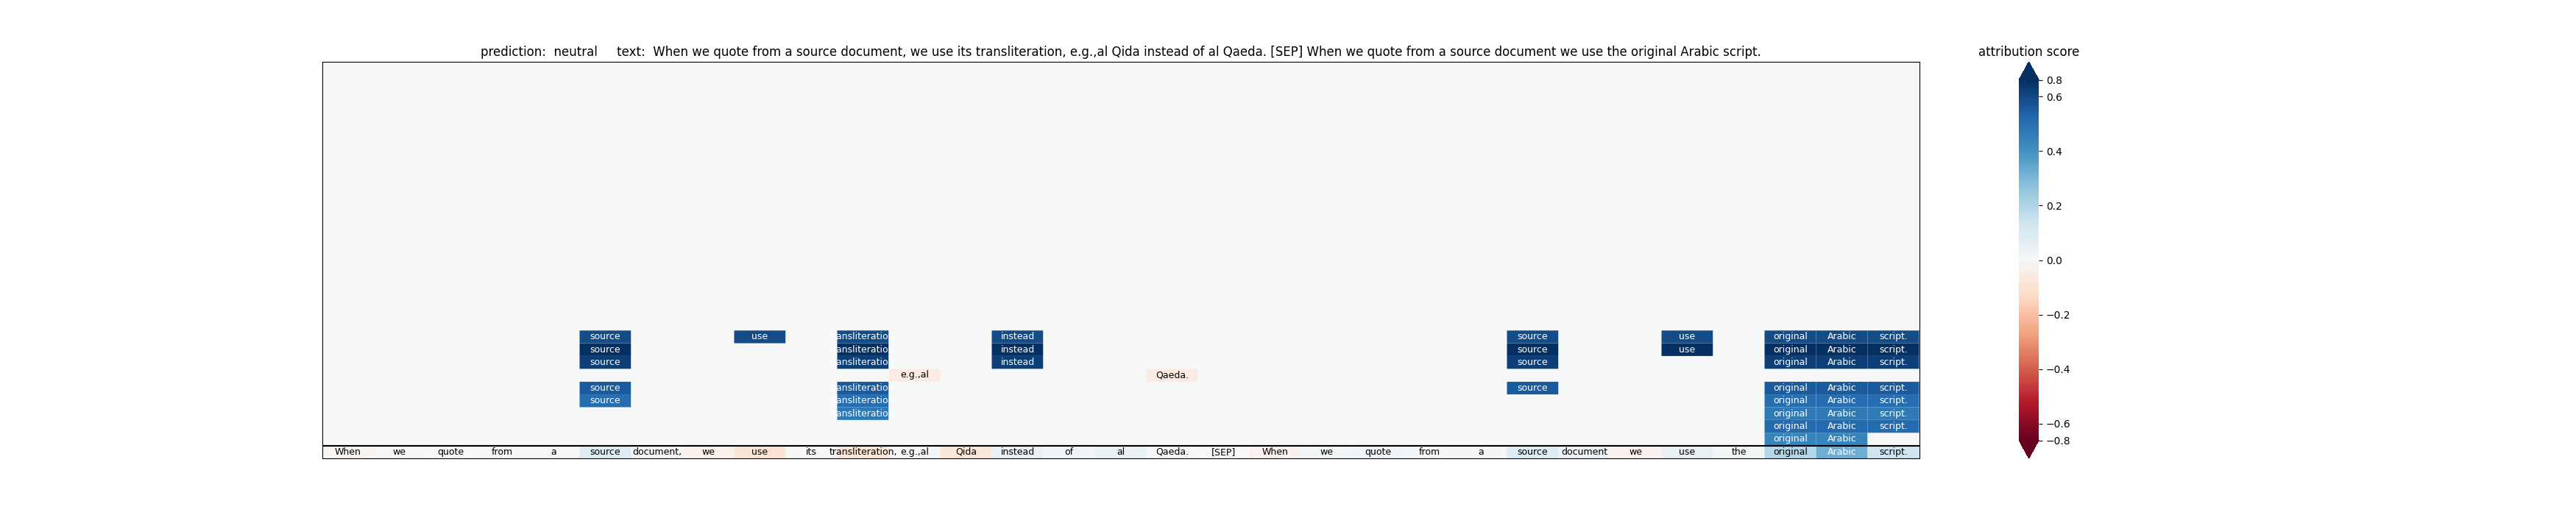 prediction:  neutral     text:  When we quote from a source document, we use its transliteration, e.g.,al Qida instead of al Qaeda. [SEP] When we quote from a source document we use the original Arabic script.
attribution score
0.8
0.6
0.4
0.2
0.0
−0.2
−0.4
−0.6
−0.8
source use ansliteratio instead source use original Arabic script.
source ansliteratio instead source use original Arabic script.
source ansliteratio instead source original Arabic script.
e.g.,al Qaeda.
source ansliteratio source original Arabic script.
source ansliteratio original Arabic script.
ansliteratio original Arabic script.
original Arabic script.
original Arabic
When we quote from a source document, we use its transliteration, e.g.,al Qida instead of al Qaeda. [SEP] When we quote from a source document we use the original Arabic script.